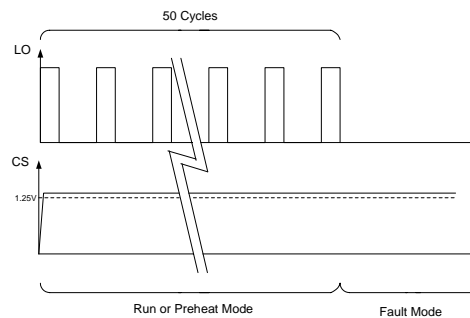 50 Cycles
LO
CS
1.25V
Run or Preheat Mode
Fault Mode